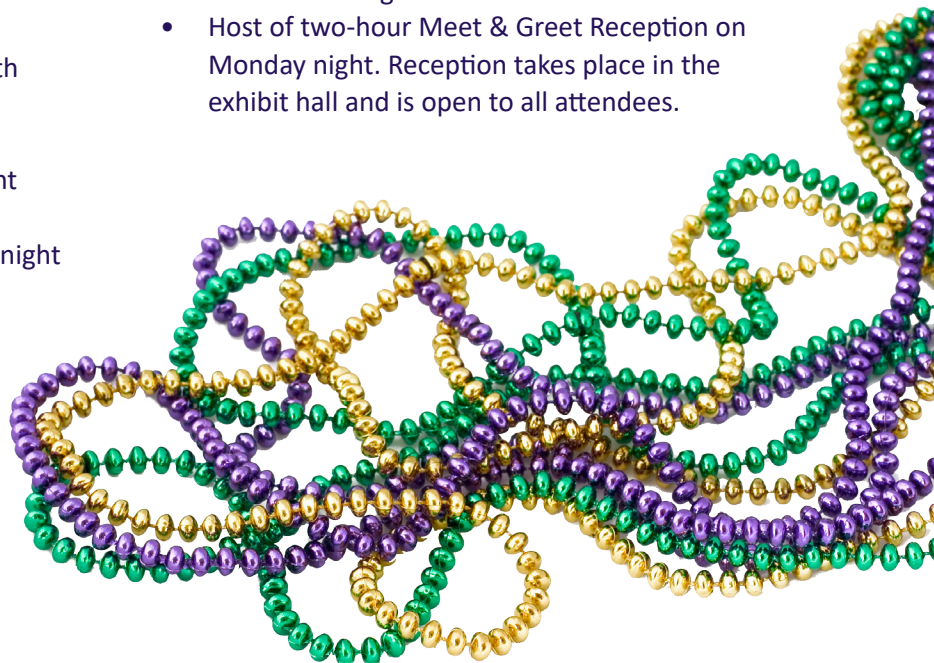 • Host of two-hour Meet & Greet Reception on
Monday night. Reception takes place in the
exhibit hall and is open to all attendees.
night